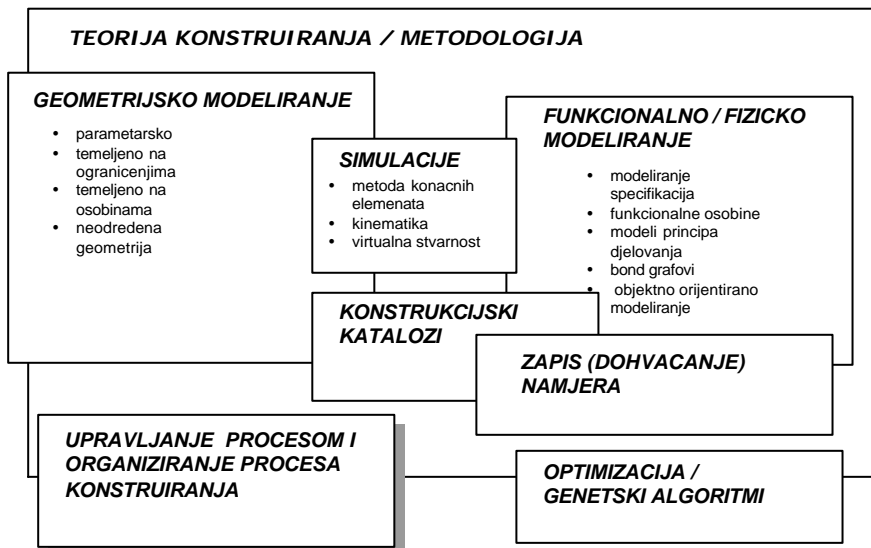 TEORIJA KONSTRUIRANJA / METODOLOGIJA
GEOMETRIJSKO MODELIRANJE
• parametarsko
• temeljeno na
ogranicenjima
• temeljeno na
osobinama
• neodredena
geometrija
SIMULACIJE
• metoda konacnih
elemenata
• kinematika
• virtualna stvarnost
FUNKCIONALNO / FIZICKO
MODELIRANJE
• modeliranje
specifikacija
• funkcionalne osobine
• modeli principa
djelovanja
• bond grafovi
• objektno orijentirano
modeliranje
KONSTRUKCIJSKI
KATALOZI
ZAPIS (DOHVACANJE)
NAMJERA
UPRAVLJANJE PROCESOM I
ORGANIZIRANJE PROCESA
KONSTRUIRANJA
OPTIMIZACIJA /
GENETSKI ALGORITMI